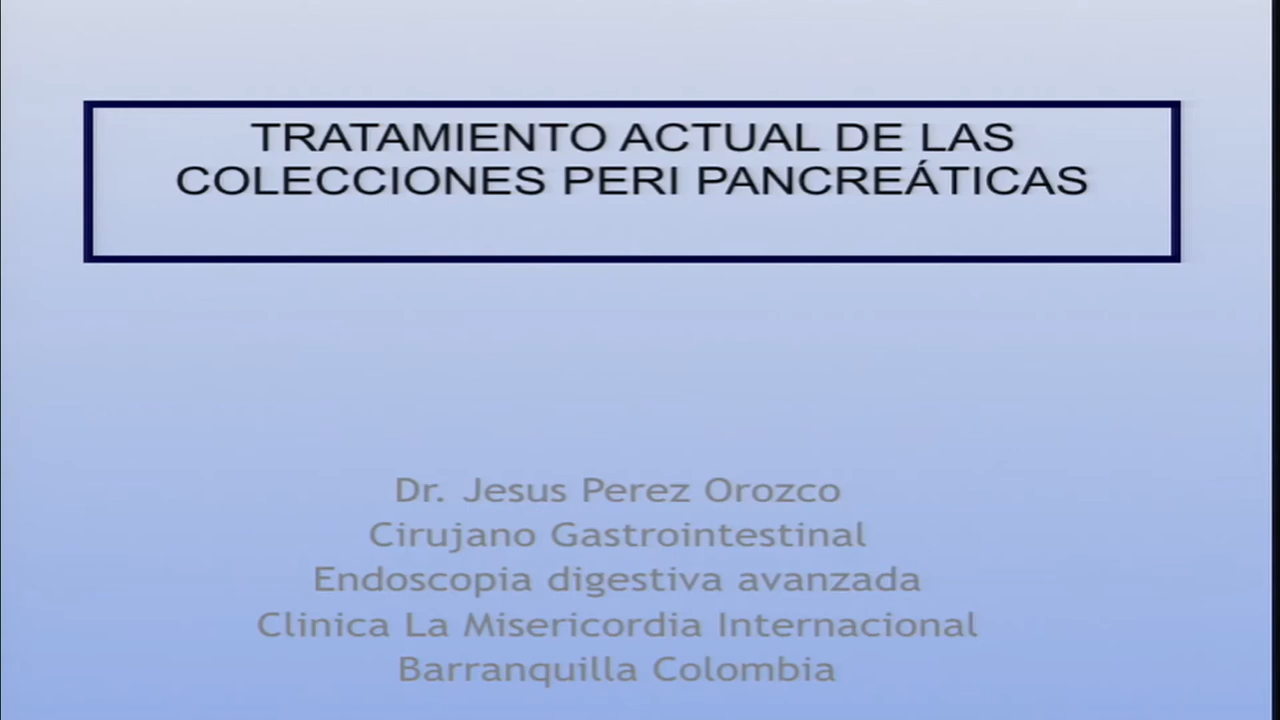 TRATAMIENTO ACTUAL DE LAS
COLECCIONES PERI PANCREÁTICAS
Dr. Jesus Perez Orozco
Cirujano Gastrointestinal
Endoscopia digestiva avanzada
Clinica La Misericordia Internacional
Barranquilla Colombia